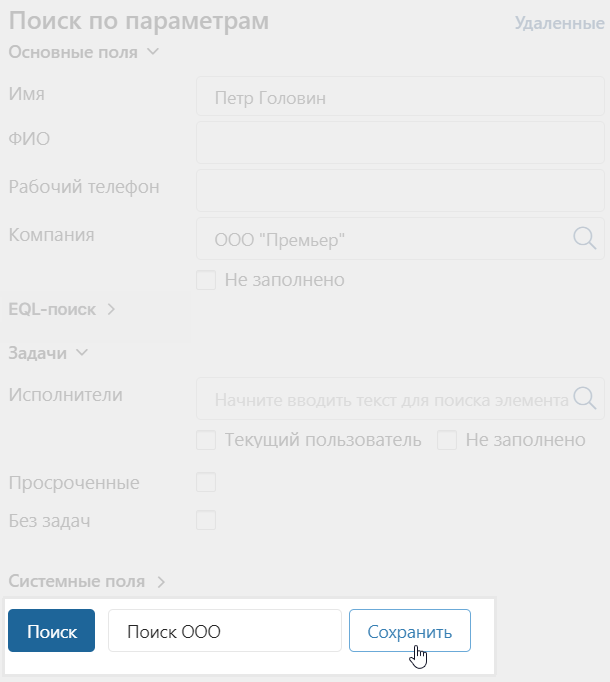 Поиск по параметрам
Удаленные
Основные поля
Имя
Петр Головин
ФИО
Рабочий телефон
Компания
ООО "Премьер"
Не заполнено
EQL-поиск
Задачи
Исполнители
Начните вводить текст для поиска элемента
Текущий пользователь
Не заполнено
Просроченные
Без задач
Системные поля
Поиск
Поиск ООО
Сохранить